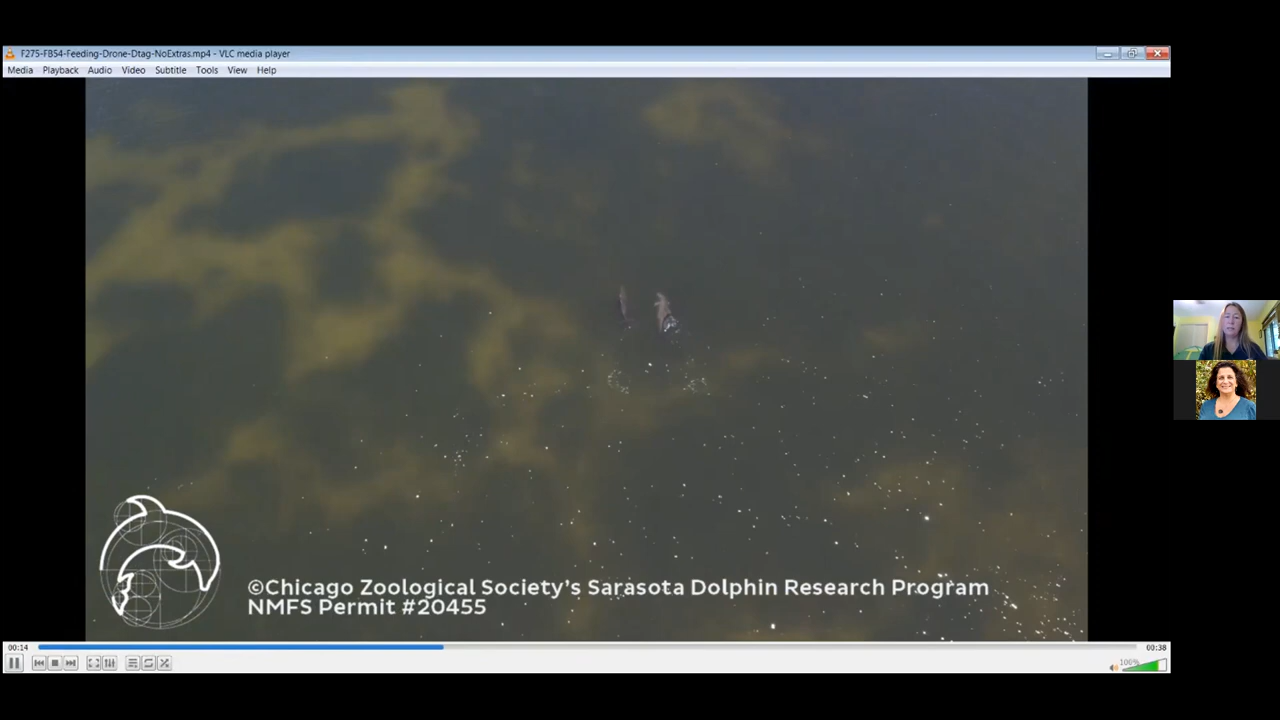 F275-FB54-Feeding-Drone-Dtag-NoExtras.mp4 - VLC media player
Media Playback Audio Video Subtitle Tools View Help
©Chicago Zoological Society's Sarasota Dolphin Research Program
NMFS Permit #20455
00:14
00:38
100%